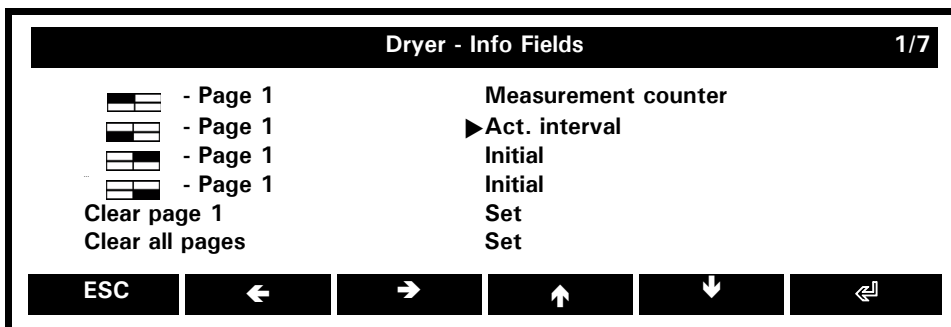 Dryer - Info Fields 1/7
- Page 1 Measurement counter
- Page 1 ▶Act. interval
- Page 1 Initial
- Page 1 Initial
Clear page 1 Set
Clear all pages Set
ESC ← → ↑ ↓ ↵